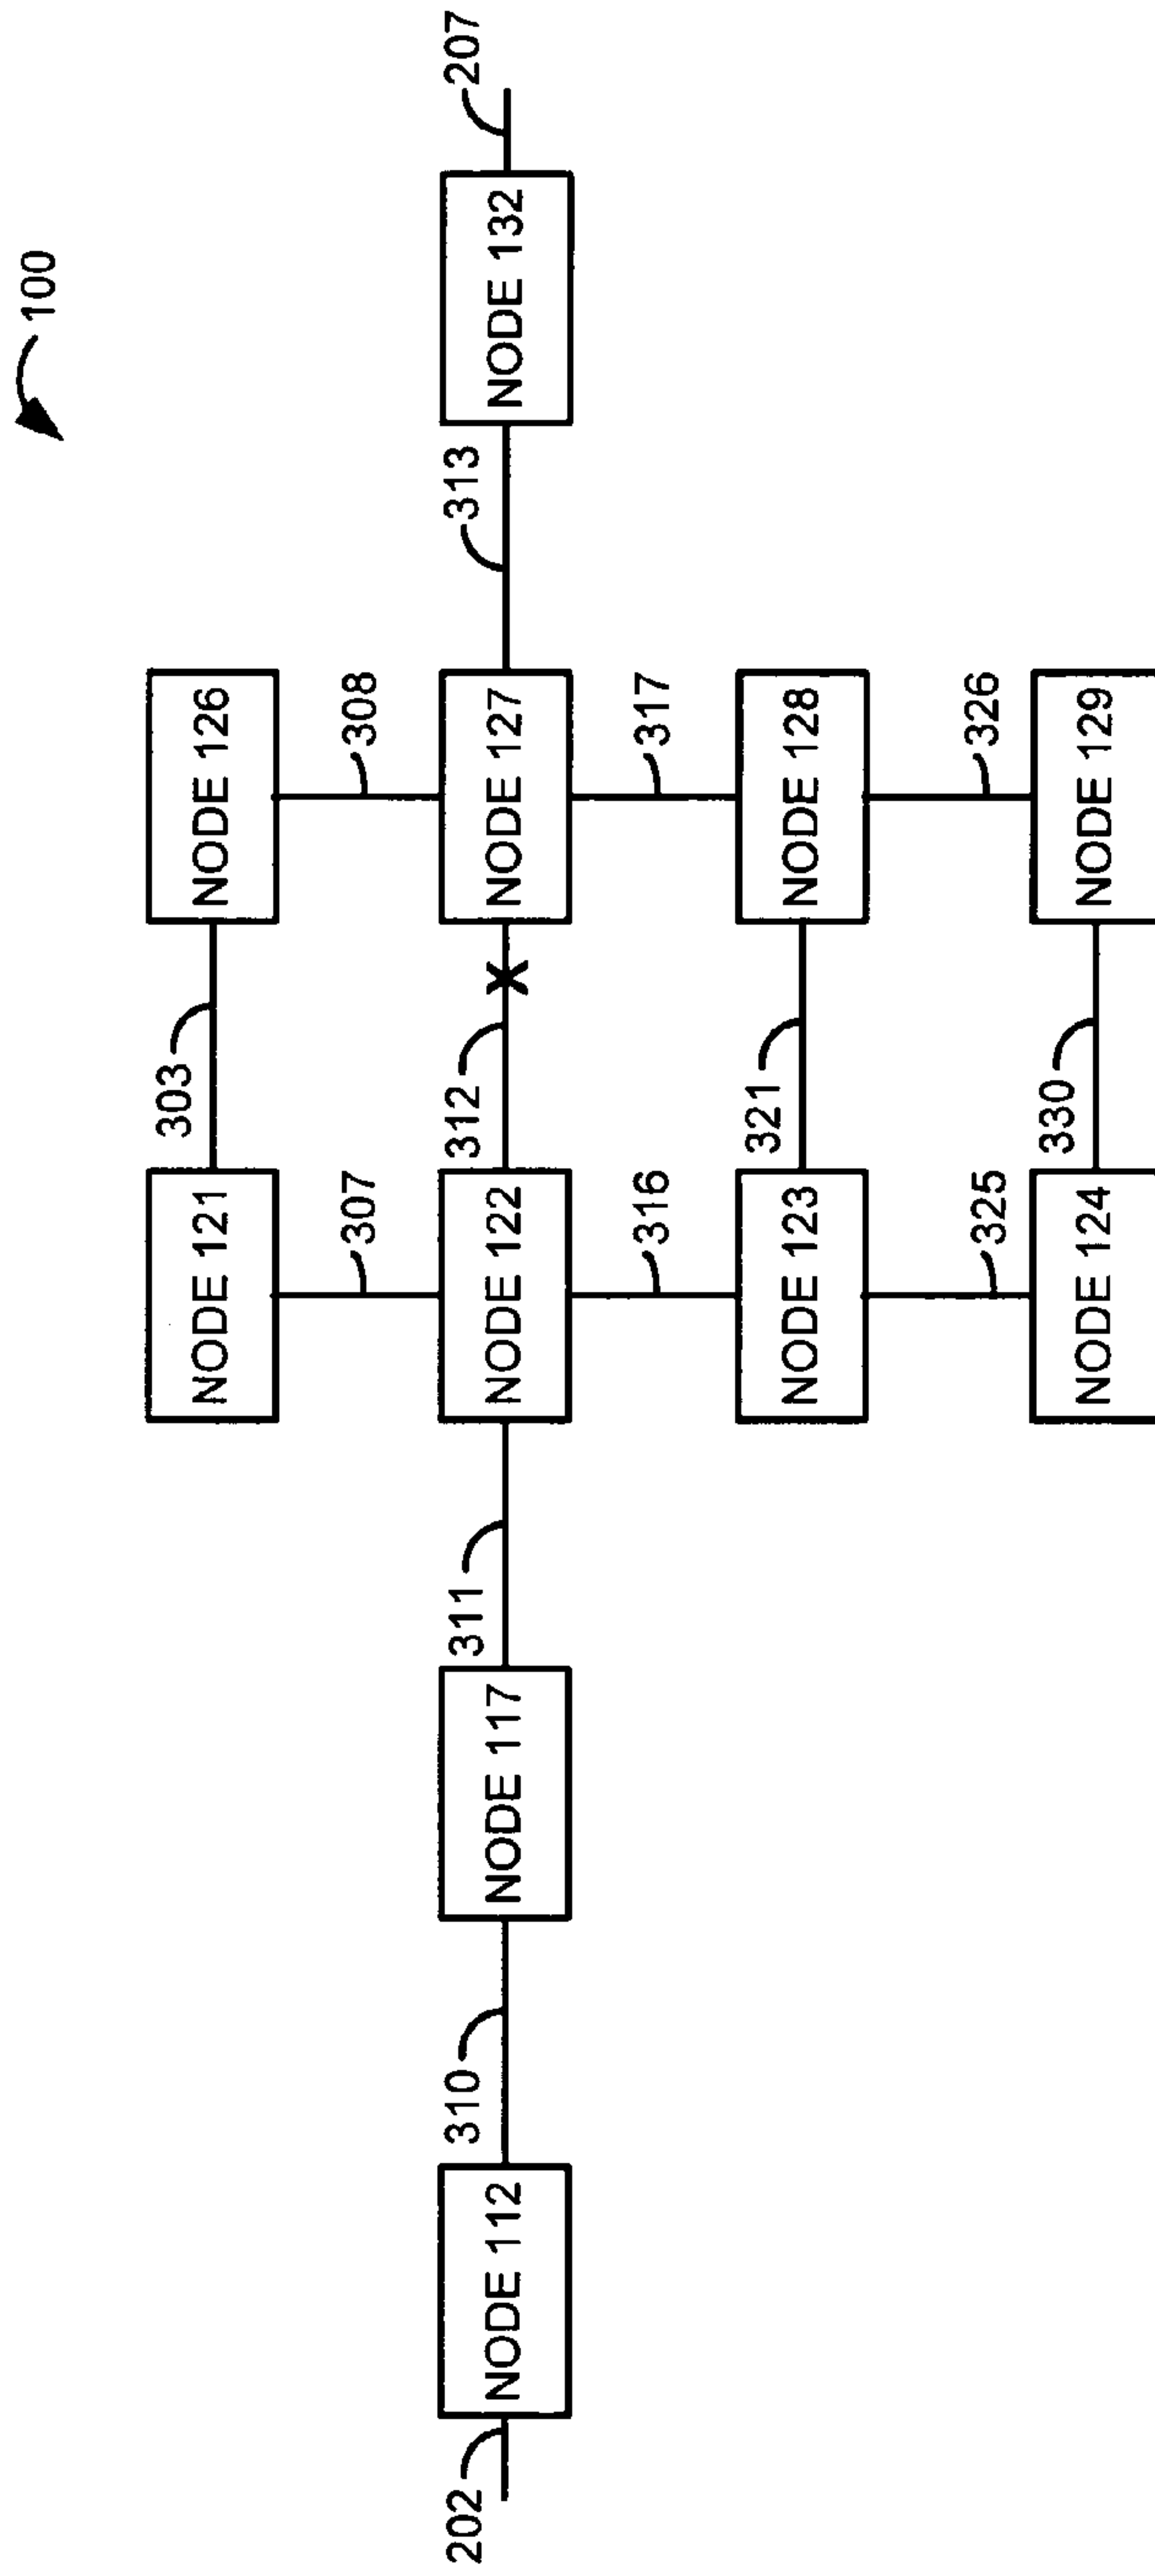 100
NODE 121
303
NODE 126
307
308
202
NODE 112
310
NODE 117
311
NODE 122
312
X
NODE 127
313
NODE 132
207
316
317
NODE 123
321
NODE 128
325
326
NODE 124
330
NODE 129